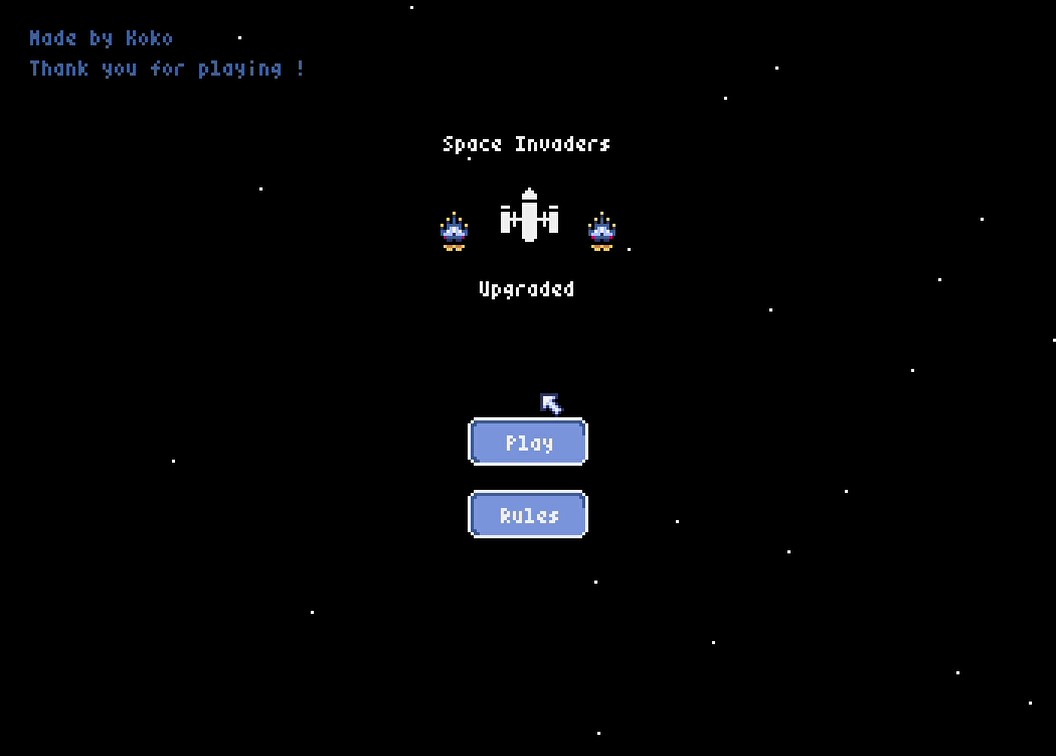 Made by Koko
Thank you for playing !
Space Invaders
Upgraded
Play
Rules